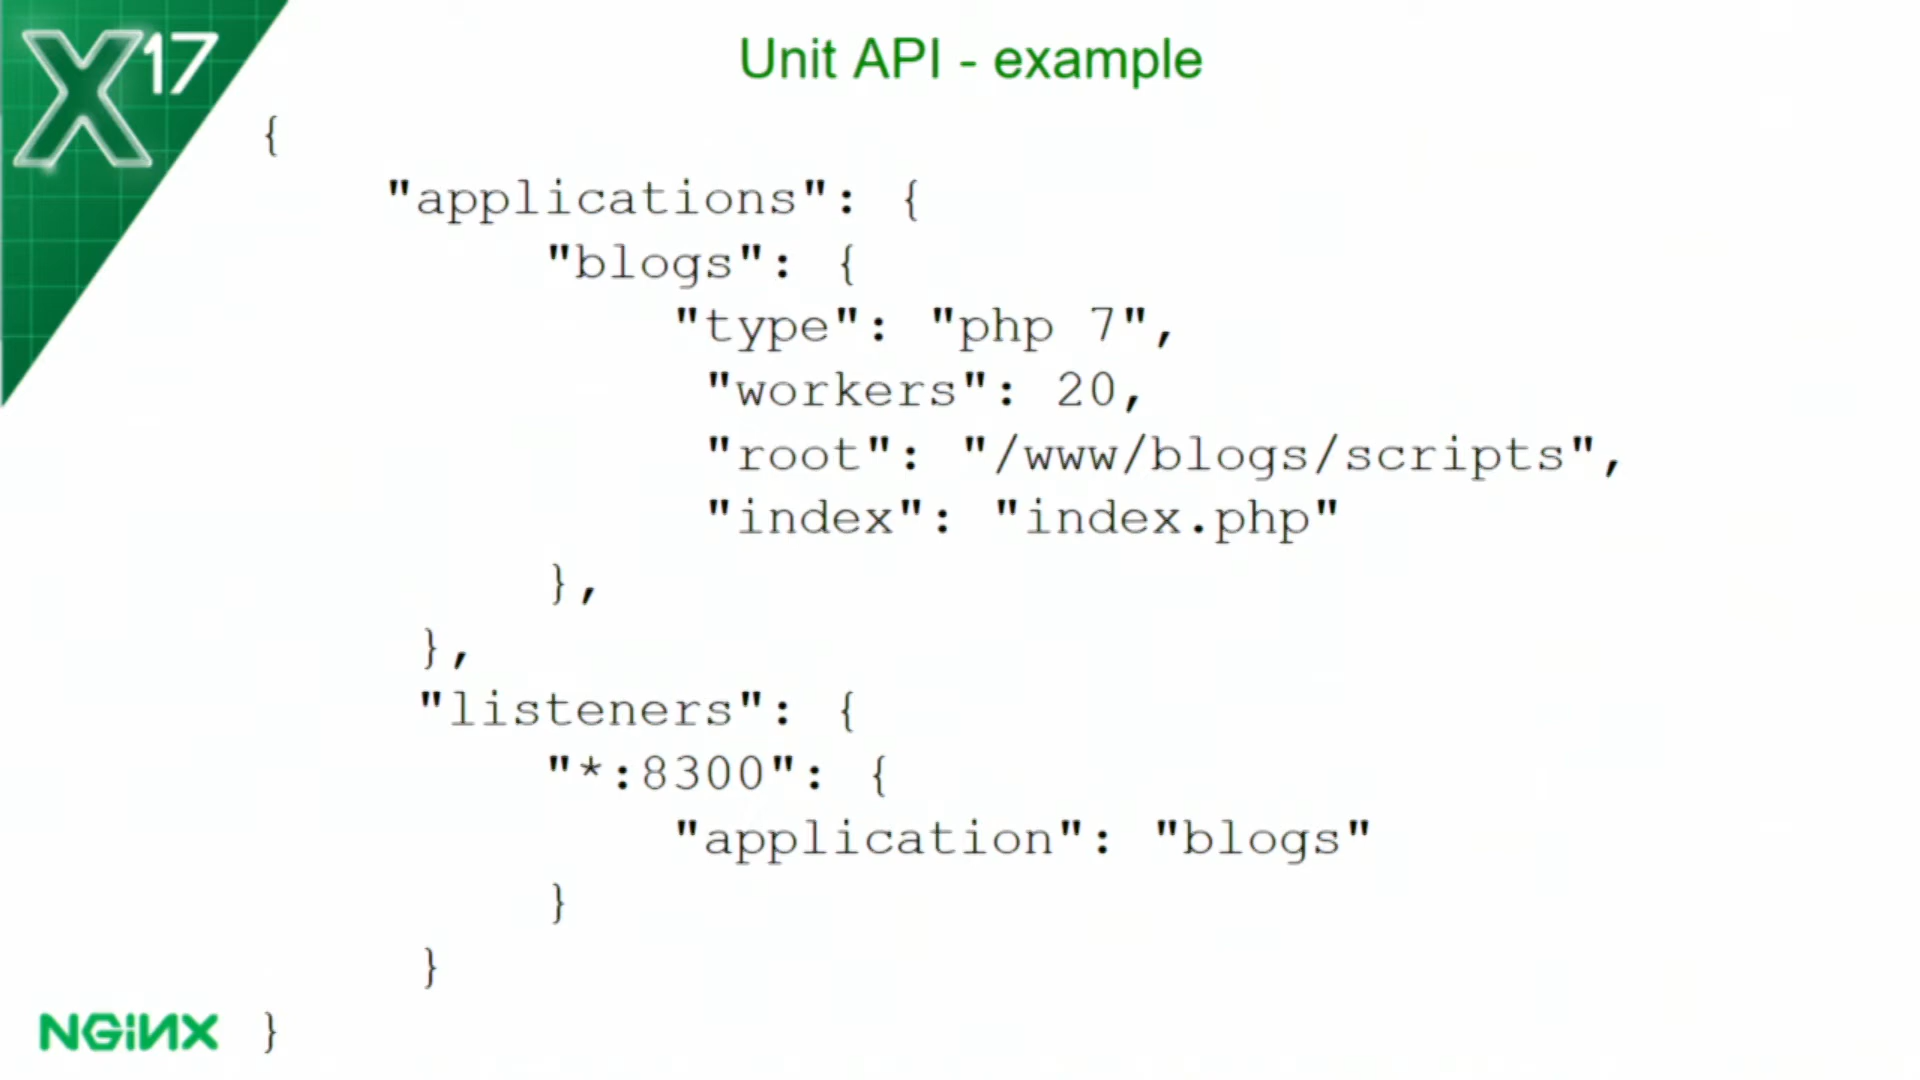 X17
Unit API - example
{
"applications": {
"blogs": {
"type": "php 7",
"workers": 20,
"root": "/www/blogs/scripts",
"index": "index.php"
},
},
"listeners": {
"*:8300": {
"application": "blogs"
}
}
}
NGINX